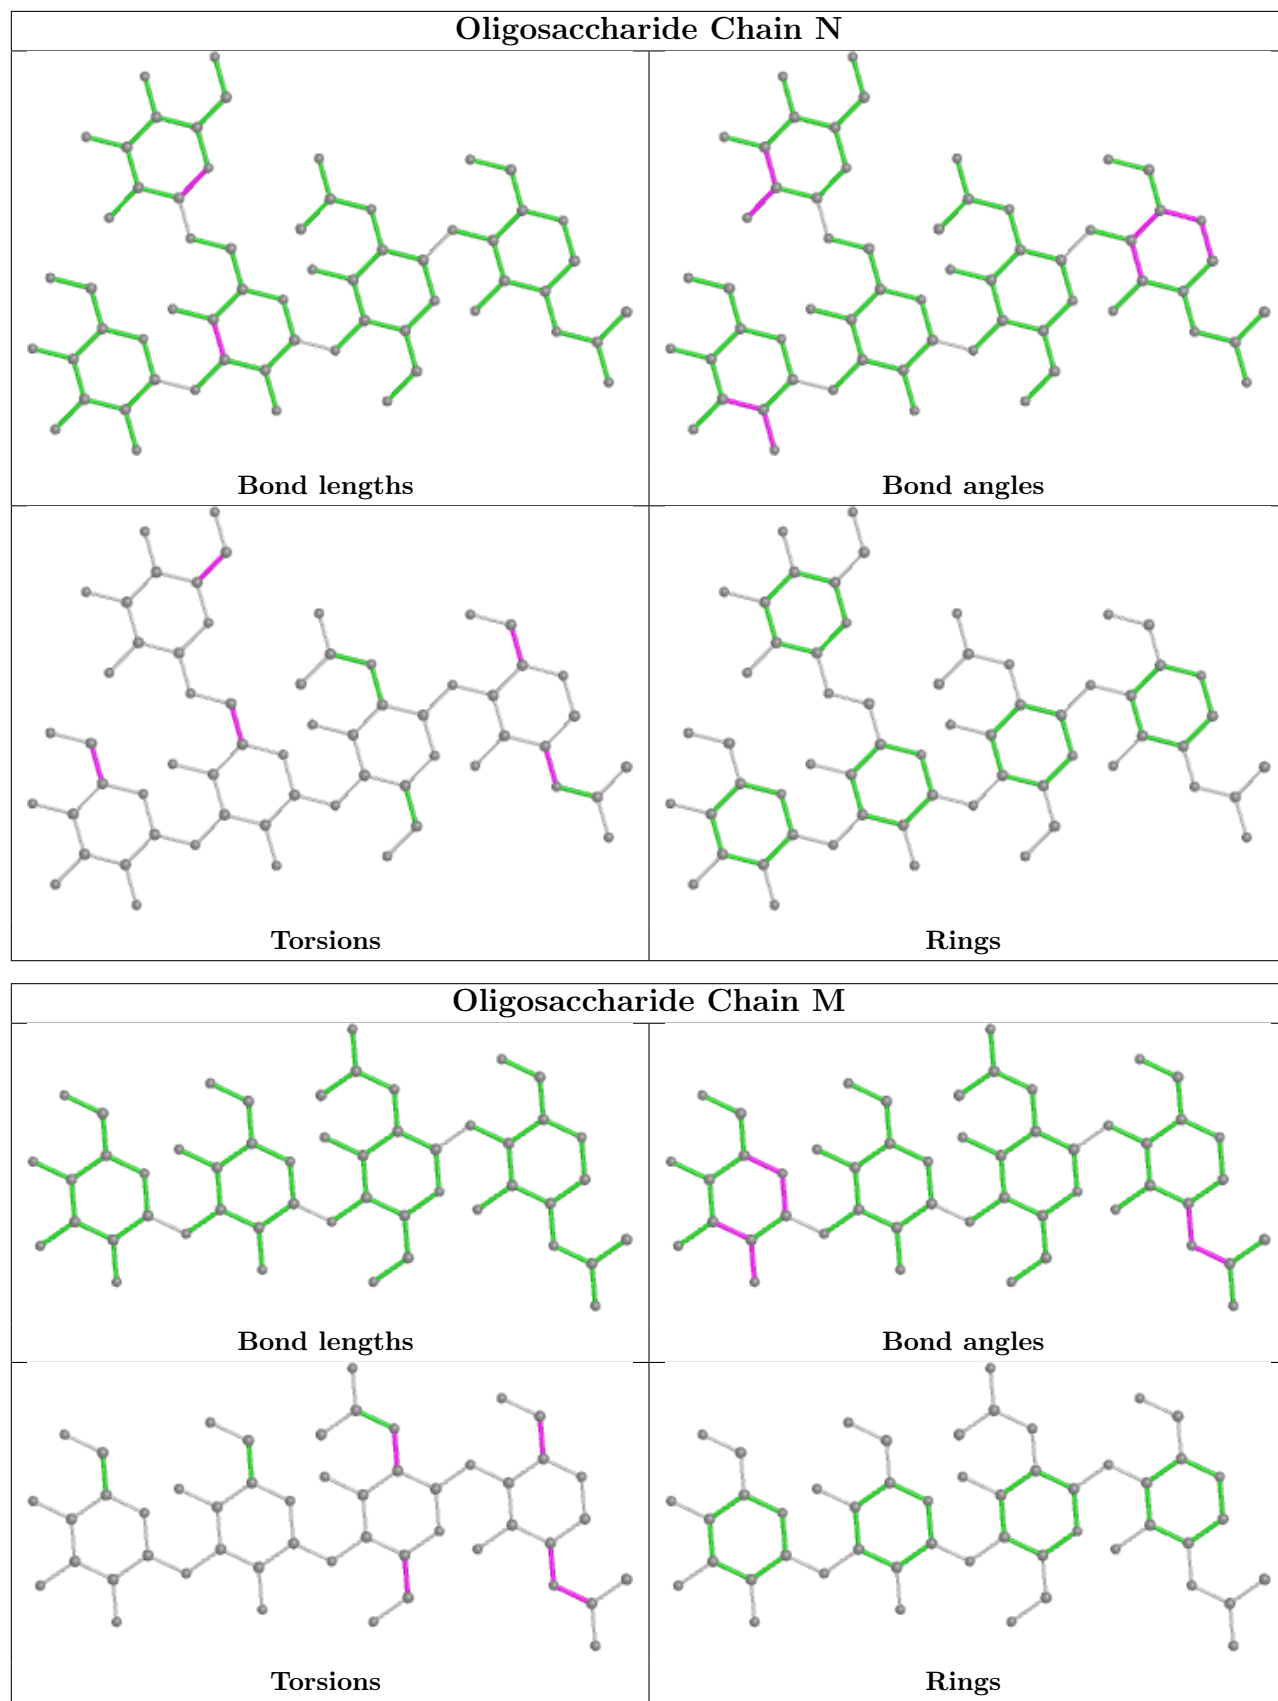 Oligosaccharide Chain N
Bond lengths
Bond angles
Torsions
Rings
Oligosaccharide Chain M
Bond lengths
Bond angles
Torsions
Rings